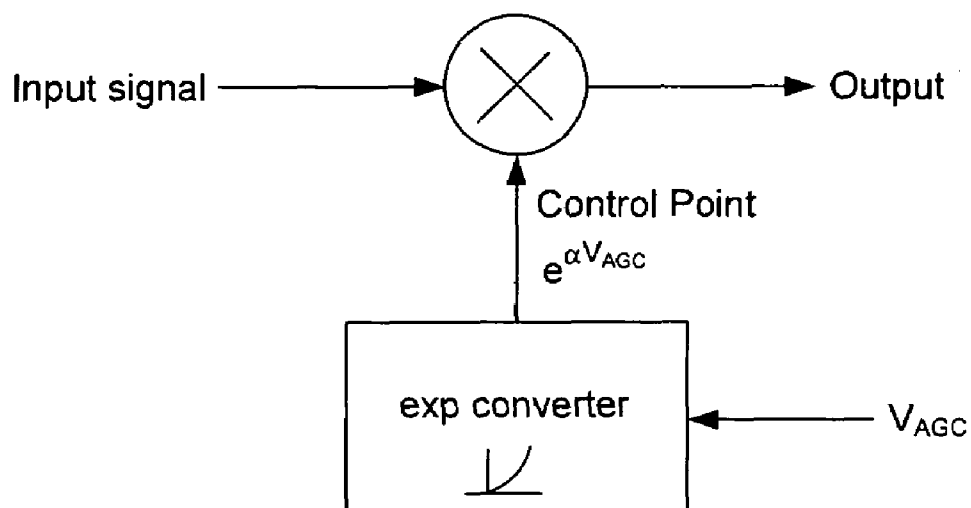 Input signal
Output
Control Point
e^αV_AGC
exp converter
V_AGC